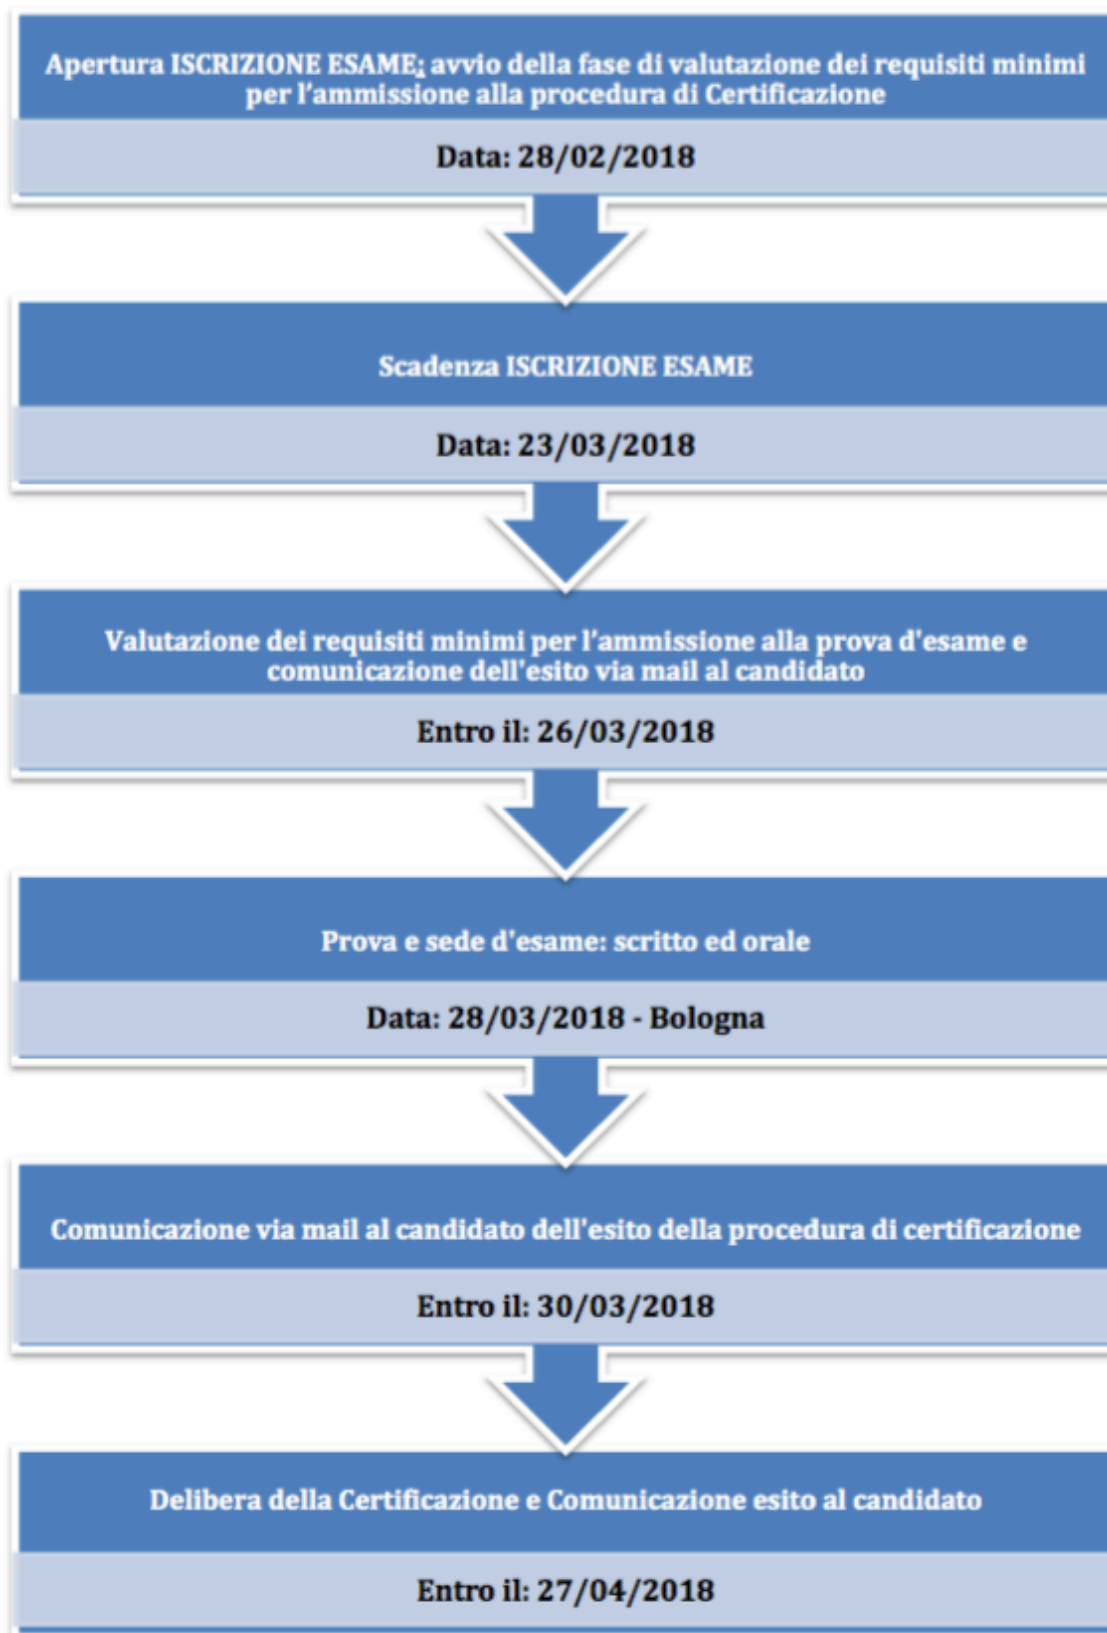 Apertura ISCRIZIONE ESAME; avvio della fase di valutazione dei requisiti minimi
per l'ammissione alla procedura di Certificazione
Data: 28/02/2018
Scadenza ISCRIZIONE ESAME
Data: 23/03/2018
Valutazione dei requisiti minimi per l'ammissione alla prova d'esame e
comunicazione dell'esito via mail al candidato
Entro il: 26/03/2018
Prova e sede d'esame: scritto ed orale
Data: 28/03/2018 - Bologna
Comunicazione via mail al candidato dell'esito della procedura di certificazione
Entro il: 30/03/2018
Delibera della Certificazione e Comunicazione esito al candidato
Entro il: 27/04/2018